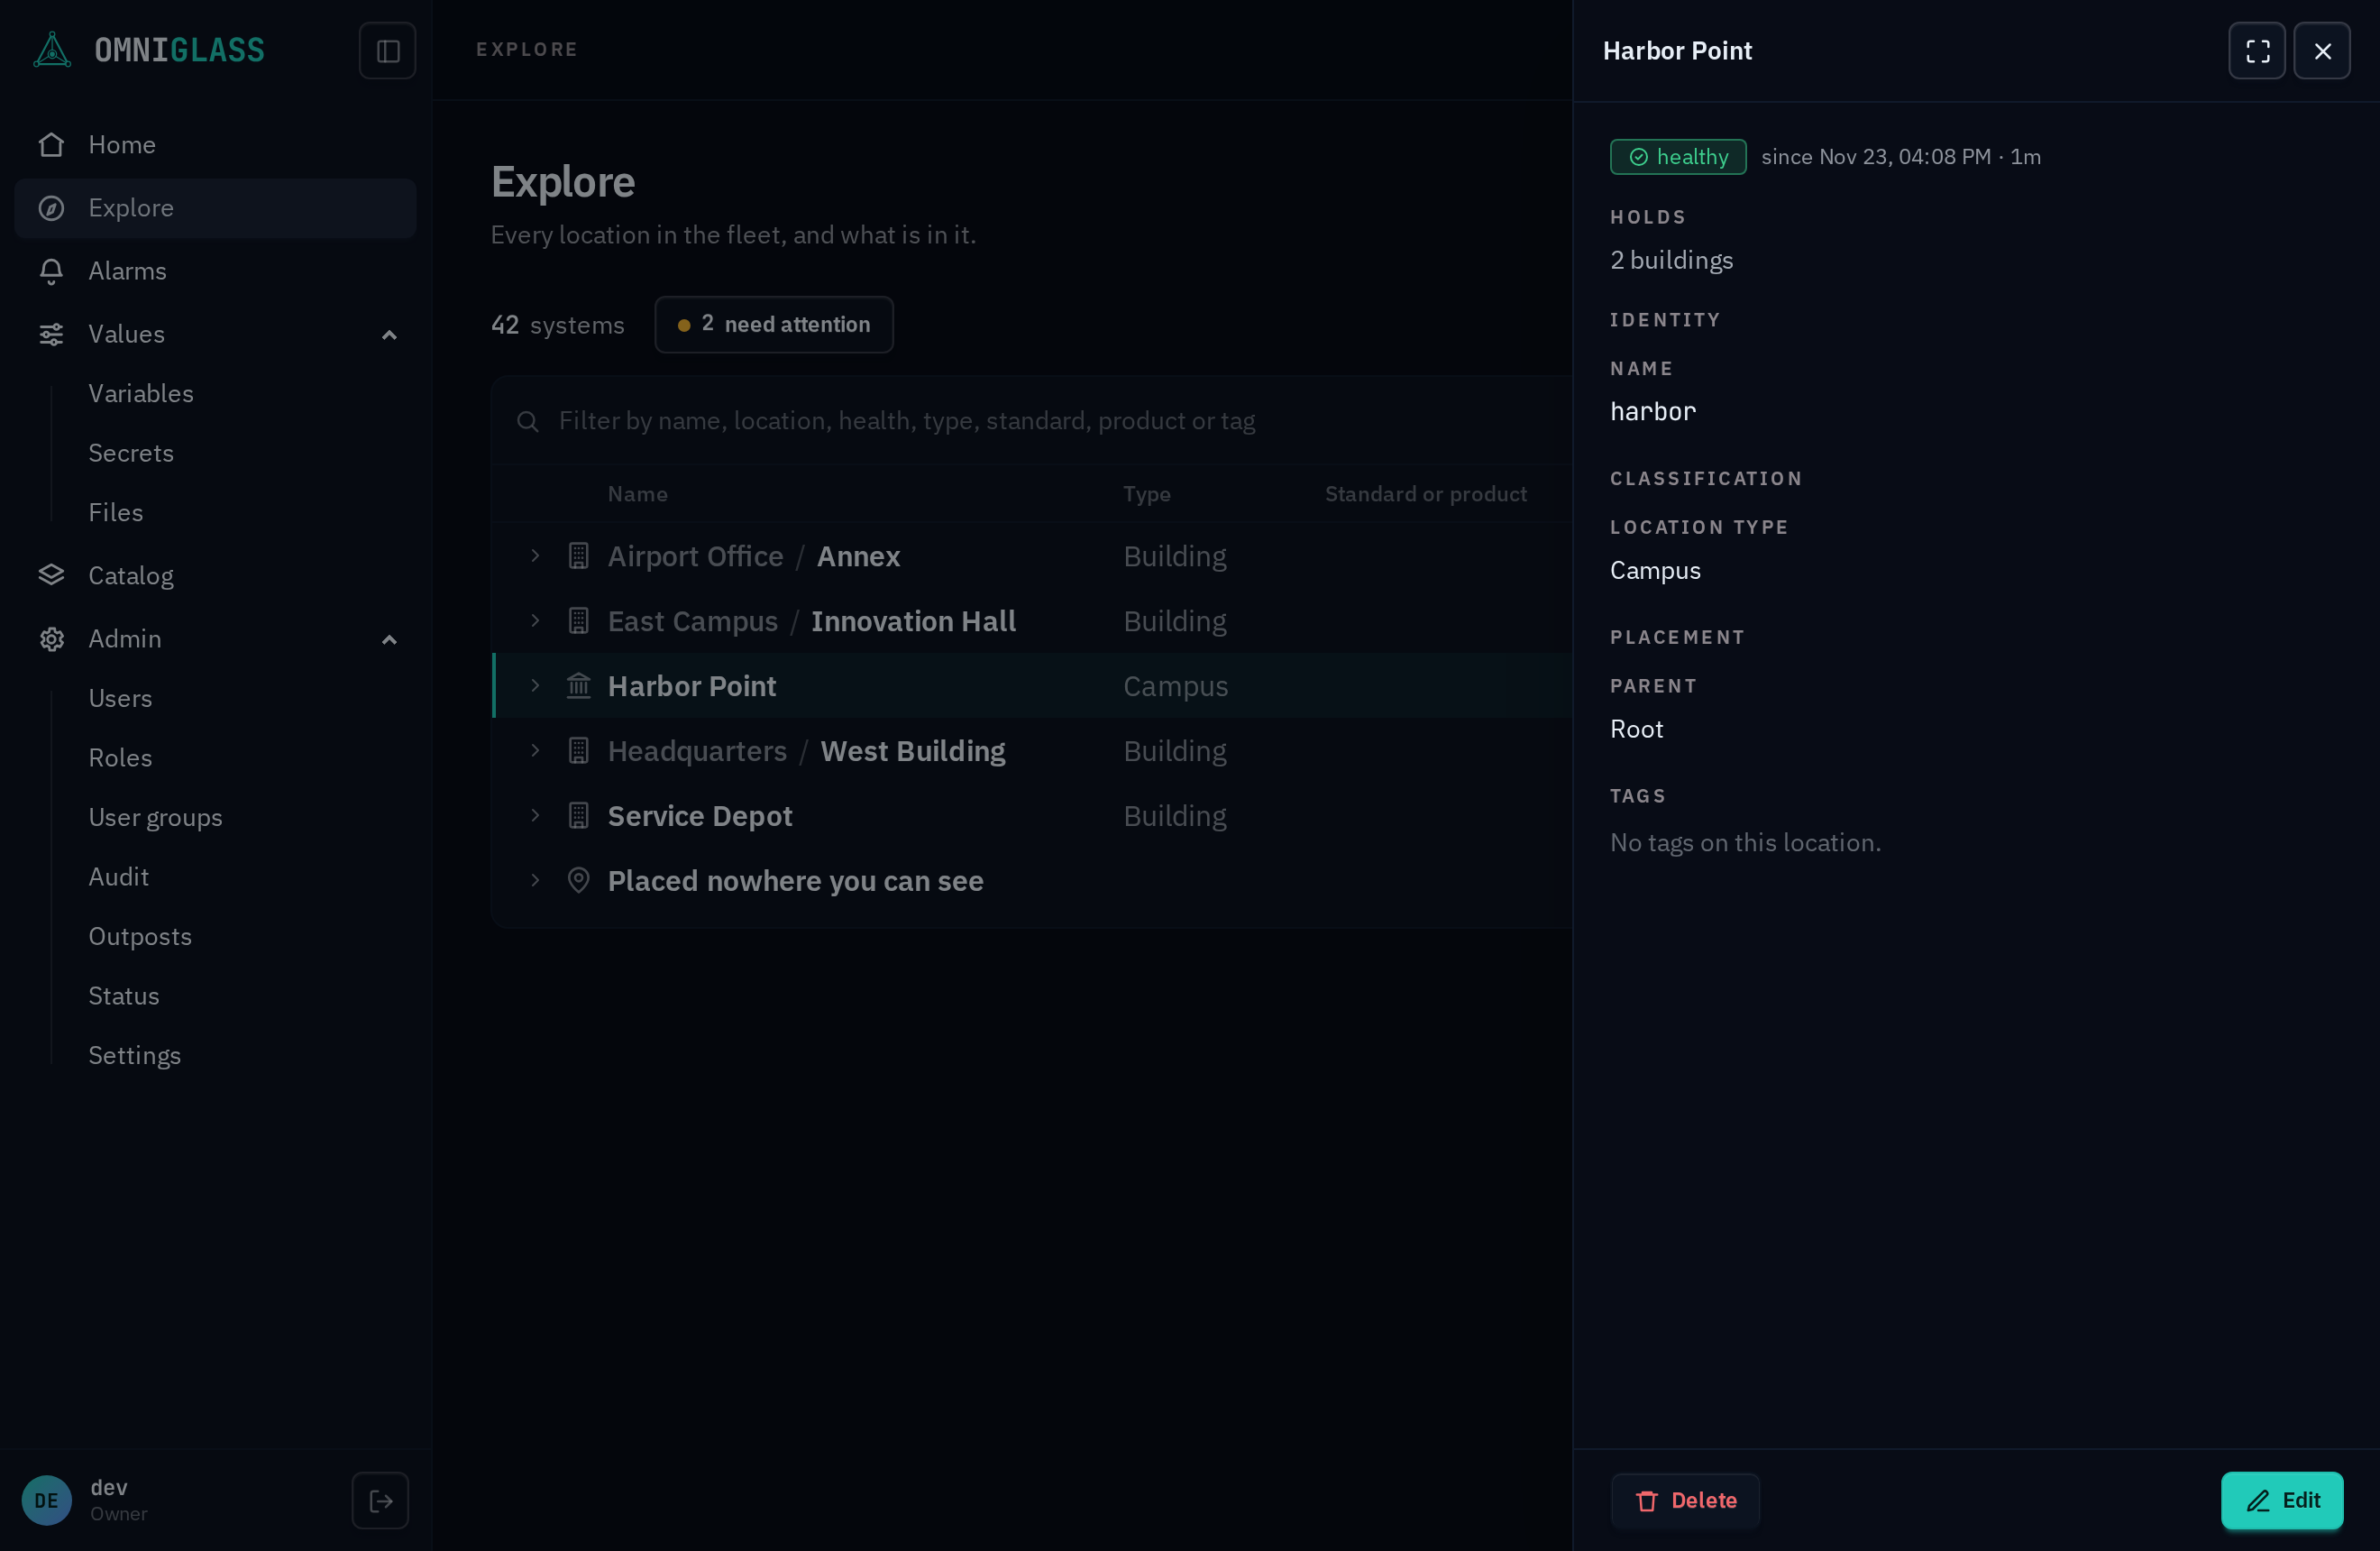 OMNIGLASS
Home
Explore
Alarms
Values
Variables
Secrets
Files
Catalog
Admin
Users
Roles
User groups
Audit
Outposts
Status
Settings
DE
dev
Owner
EXPLORE
Explore
Every location in the fleet, and what is in it.
42 systems
2 need attention
Filter by name, location, health, type, standard, product or tag
Name Type Standard or product
Airport Office / Annex Building
East Campus / Innovation Hall Building
Harbor Point Campus
Headquarters / West Building Building
Service Depot Building
Placed nowhere you can see
Harbor Point
healthy since Nov 23, 04:08 PM · 1m
HOLDS
2 buildings
IDENTITY
NAME
harbor
CLASSIFICATION
LOCATION TYPE
Campus
PLACEMENT
PARENT
Root
TAGS
No tags on this location.
Delete
Edit